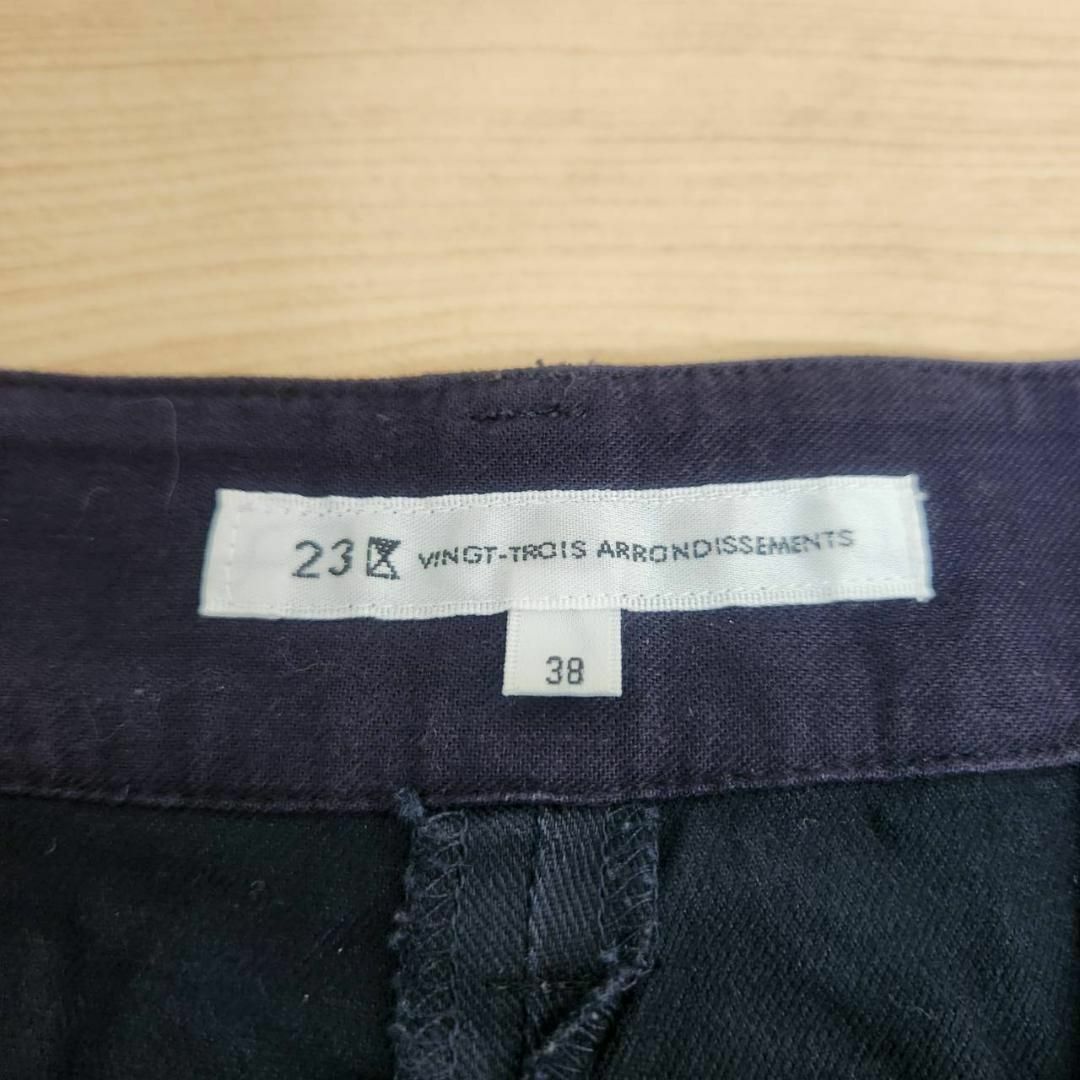 23区 VINGT-TROIS ARRONDISSEMENTS
38